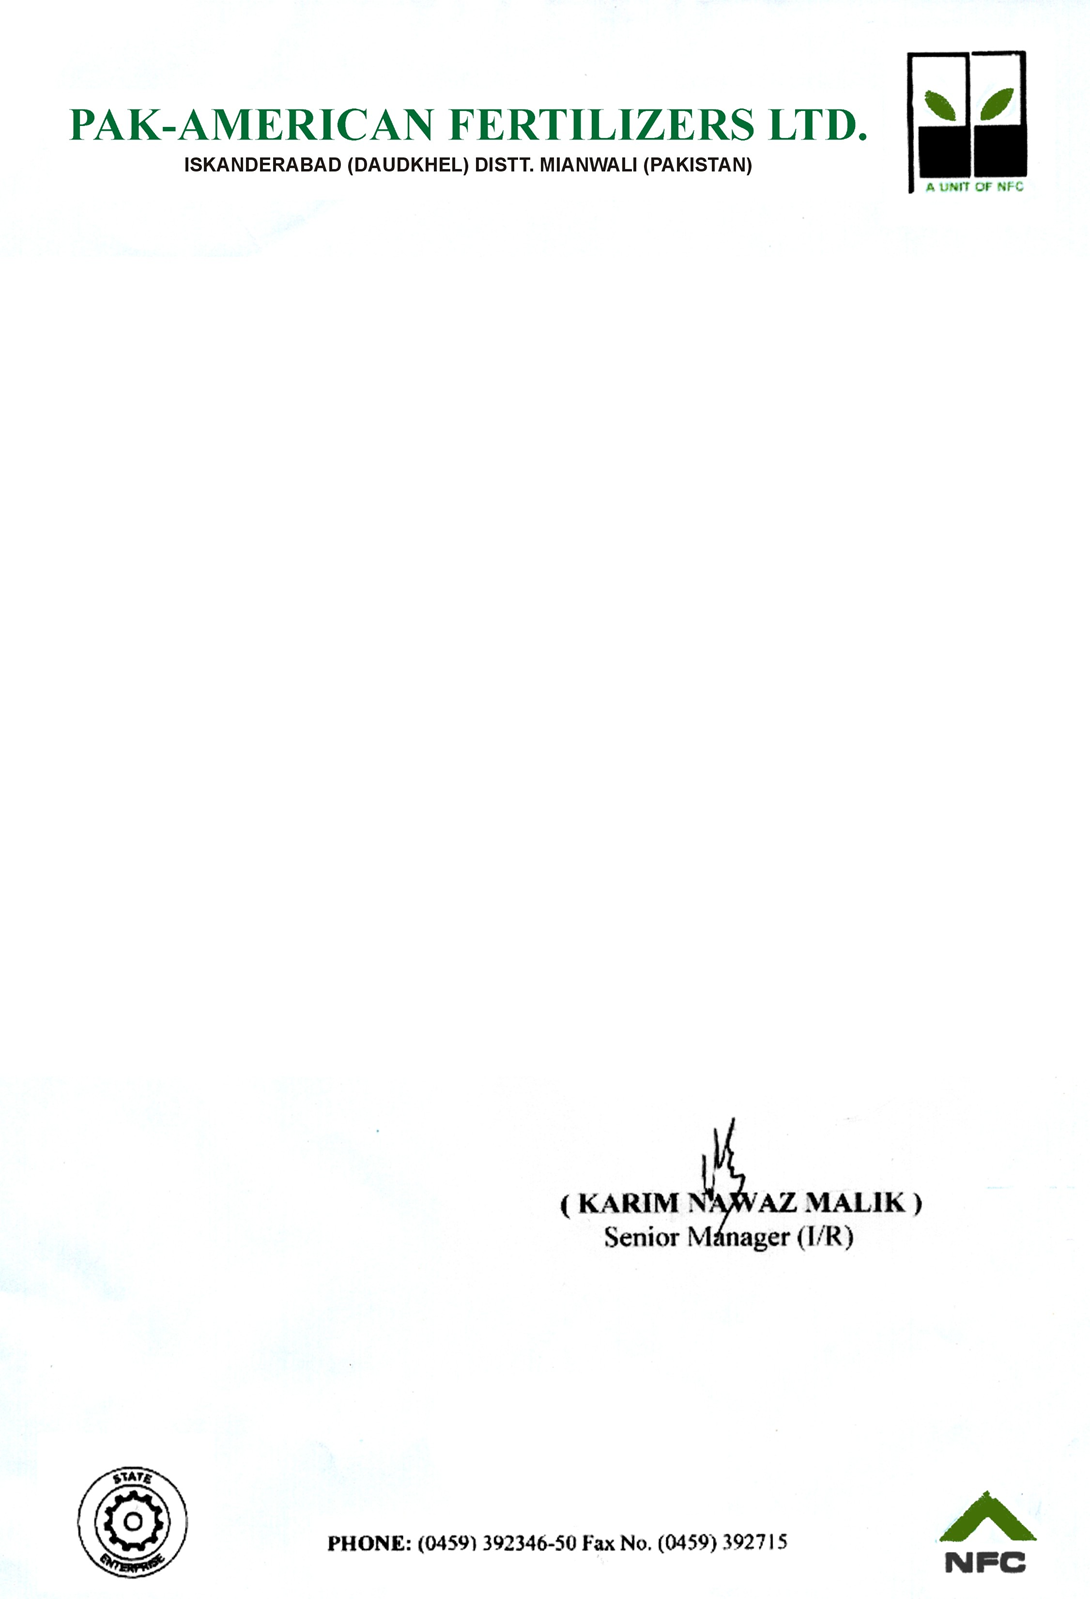 PAK-AMERICAN FERTILIZERS LTD.
ISKANDERABAD (DAUDKHEL) DISTT. MIANWALI (PAKISTAN)
A UNIT OF NFC
( KARIM NAWAZ MALIK )
Senior Manager (I/R)
STATE
ENTERPRISE
PHONE: (0459) 392346-50 Fax No. (0459) 392715
NFC